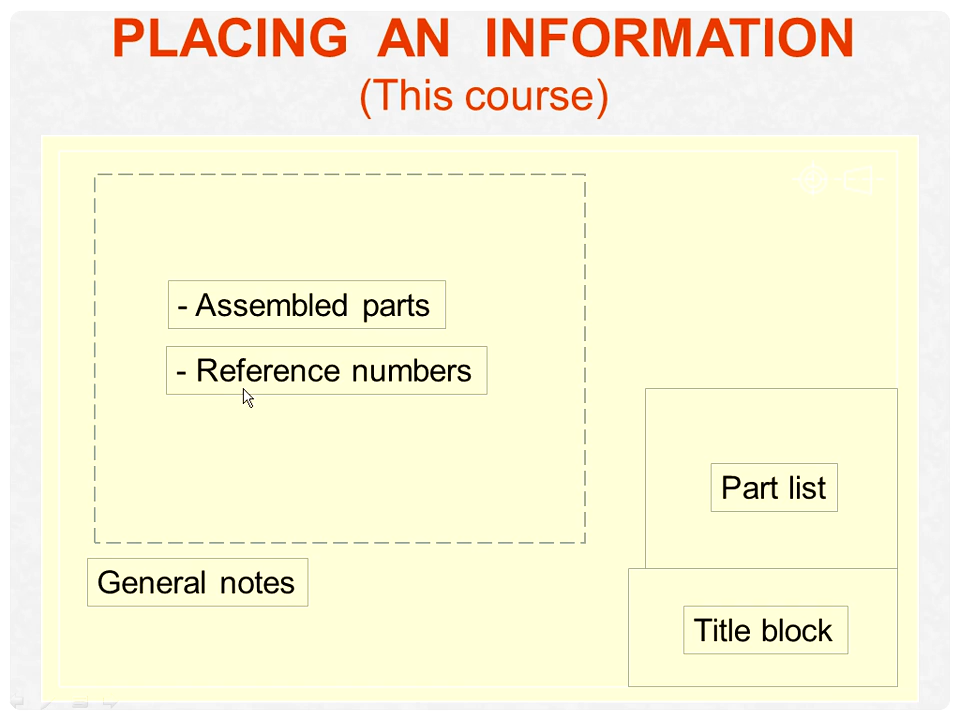 PLACING AN INFORMATION
(This course)
- Assembled parts
- Reference numbers
Part list
General notes
Title block